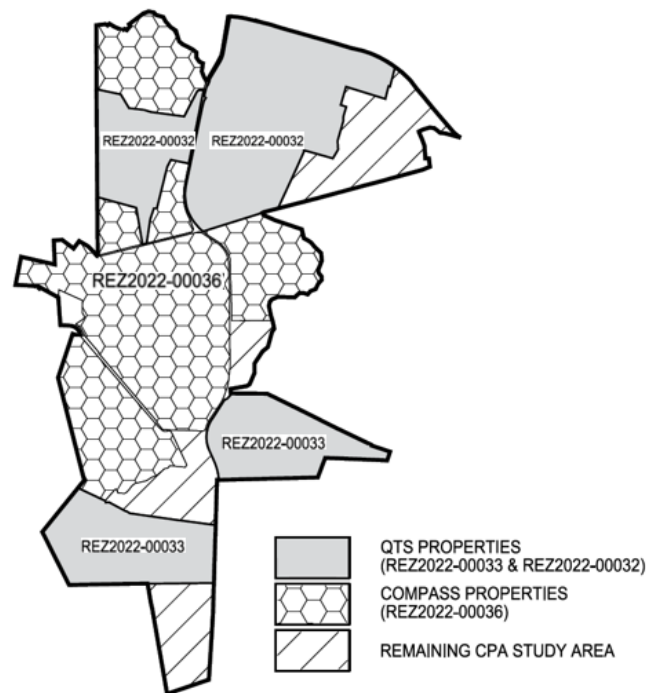 REZ2022-00032
REZ2022-00032
REZ2022-00036
REZ2022-00033
REZ2022-00033
QTS PROPERTIES
(REZ2022-00033 & REZ2022-00032)
COMPASS PROPERTIES
(REZ2022-00036)
REMAINING CPA STUDY AREA